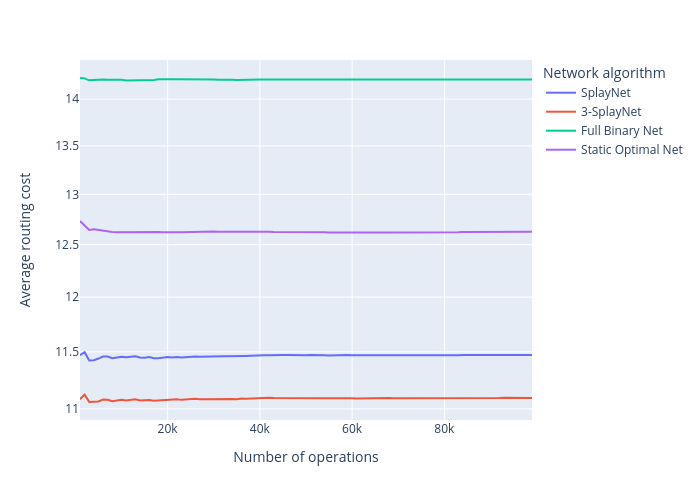 Network algorithm
SplayNet
3-SplayNet
Full Binary Net
Static Optimal Net
Average routing cost
14
13.5
13
12.5
12
11.5
11
20k
40k
60k
80k
Number of operations